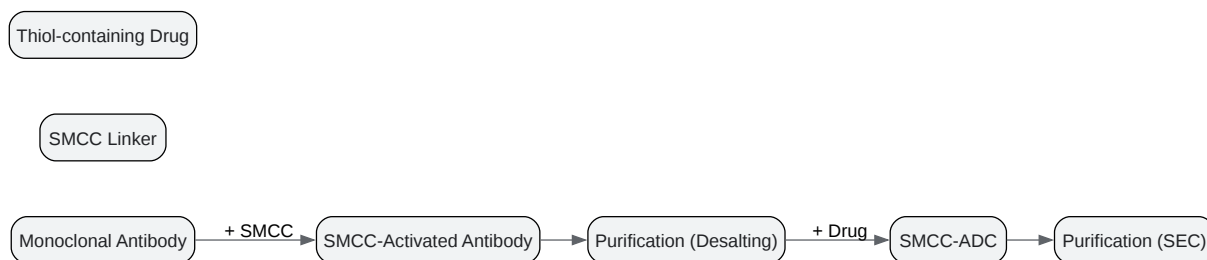 Thiol-containing Drug
SMCC Linker
Monoclonal Antibody
+ SMCC
SMCC-Activated Antibody
Purification (Desalting)
+ Drug
SMCC-ADC
Purification (SEC)